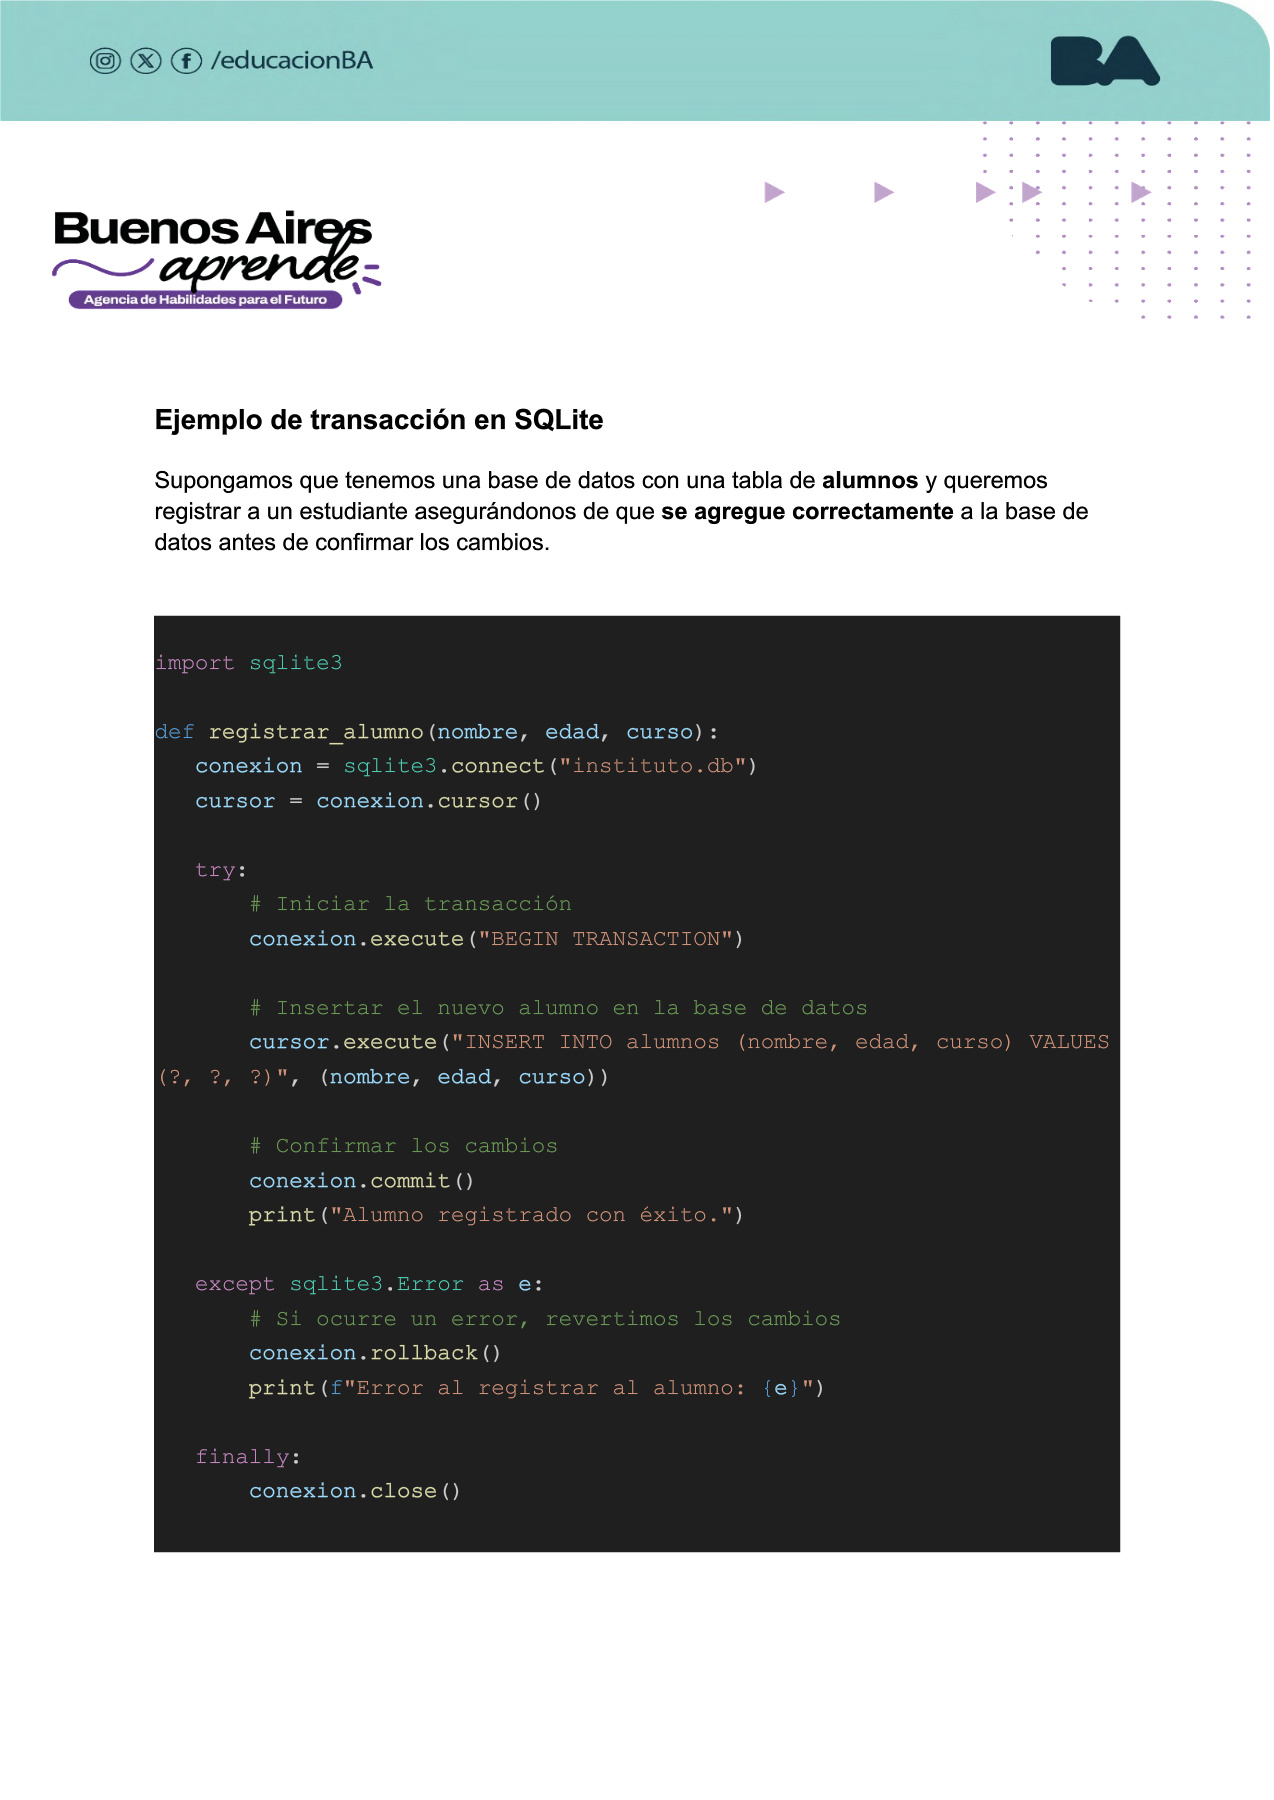 /educacionBA
BA
Buenos Aires
aprende
Agencia de Habilidades para el Futuro
Ejemplo de transacción en SQLite
Supongamos que tenemos una base de datos con una tabla de alumnos y queremos
registrar a un estudiante asegurándonos de que se agregue correctamente a la base de
datos antes de confirmar los cambios.
import sqlite3
def registrar_alumno(nombre, edad, curso):
conexion = sqlite3.connect("instituto.db")
cursor = conexion.cursor()
try:
# Iniciar la transacción
conexion.execute("BEGIN TRANSACTION")
# Insertar el nuevo alumno en la base de datos
cursor.execute("INSERT INTO alumnos (nombre, edad, curso) VALUES
(?, ?, ?)", (nombre, edad, curso))
# Confirmar los cambios
conexion.commit()
print("Alumno registrado con éxito.")
except sqlite3.Error as e:
# Si ocurre un error, revertimos los cambios
conexion.rollback()
print(f"Error al registrar al alumno: {e}")
finally:
conexion.close()